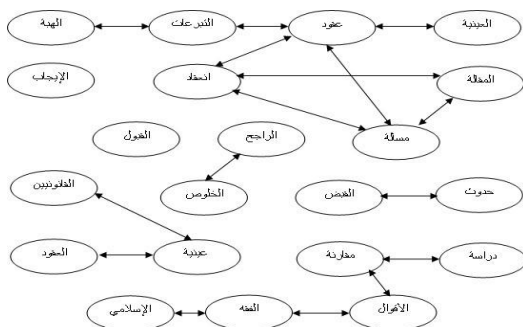 العينية
عقود
التبرعات
الهبة
المقالة
انعقاد
الإيجاب
مسألة
الراجح
القبول
حدوث
القبض
الخلوص
القانونيين
دراسة
مقارنة
عينية
العقود
الأقوال
الفقه
الإسلامي